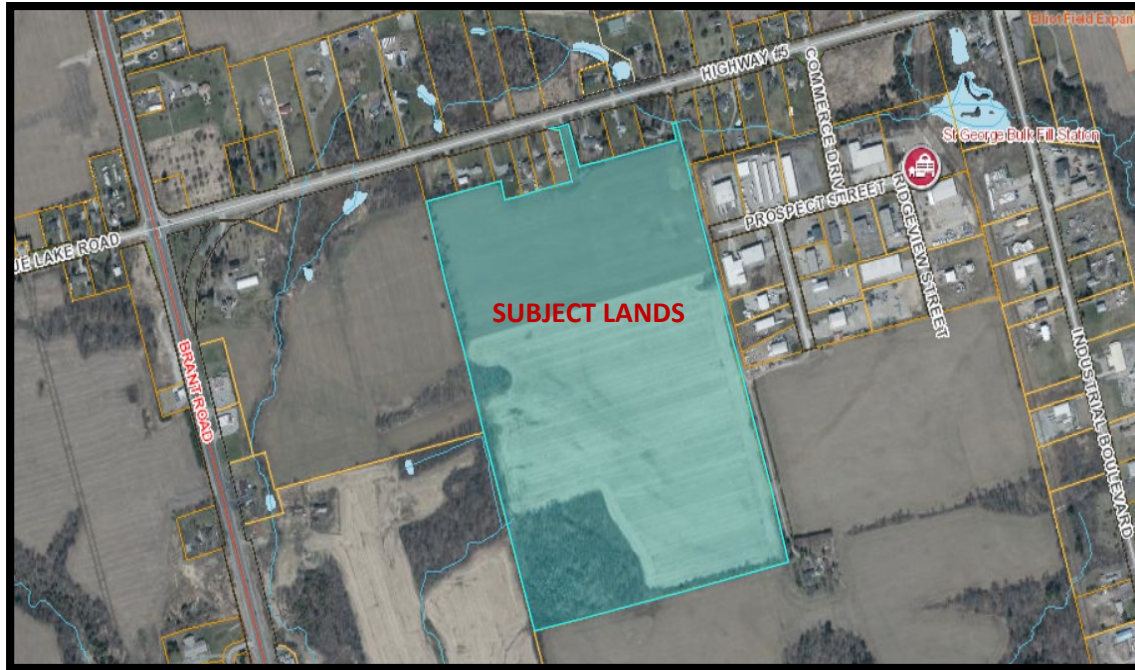 Elliot Field Expan
HIGHWAY #5
COMMERCE DRIVE
St George Bulk Fill Station
PROSPECT STREET
RIDGEVIEW STREET
UE LAKE ROAD
SUBJECT LANDS
BRANT ROAD
INDUSTRIAL BOULEVARD